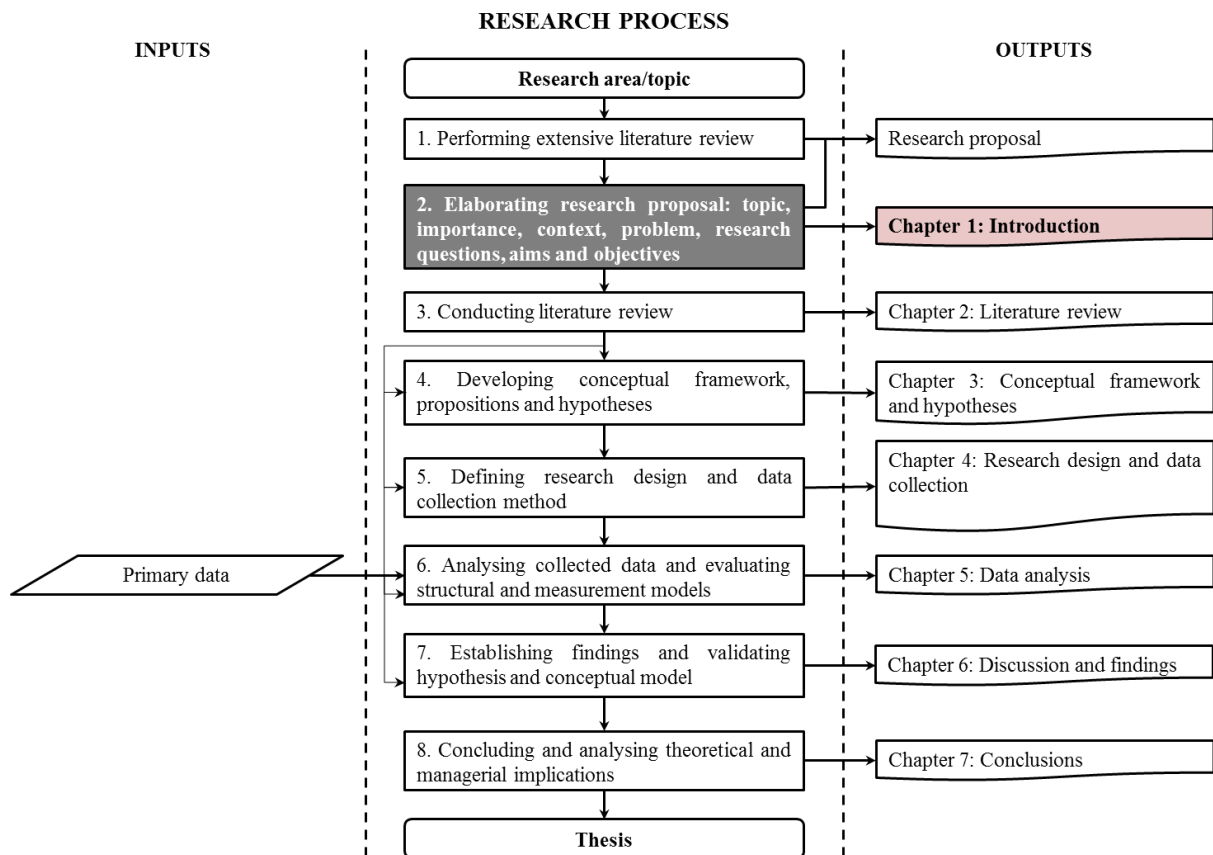 RESEARCH PROCESS
INPUTS
OUTPUTS
Research area/topic
1. Performing extensive literature review
Research proposal
2. Elaborating research proposal: topic,
importance, context, problem, research
questions, aims and objectives
Chapter 1: Introduction
3. Conducting literature review
Chapter 2: Literature review
4. Developing conceptual framework,
propositions and hypotheses
Chapter 3: Conceptual framework
and hypotheses
5. Defining research design and data
collection method
Chapter 4: Research design and data
collection
Primary data
6. Analysing collected data and evaluating
structural and measurement models
Chapter 5: Data analysis
7. Establishing findings and validating
hypothesis and conceptual model
Chapter 6: Discussion and findings
8. Concluding and analysing theoretical and
managerial implications
Chapter 7: Conclusions
Thesis